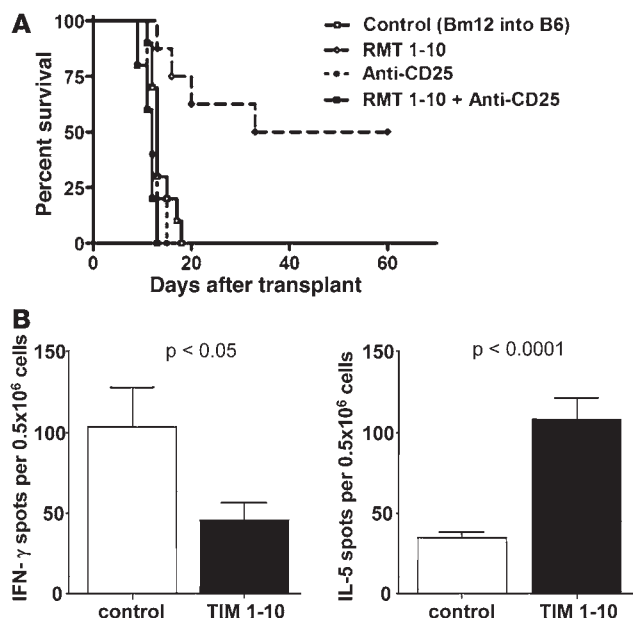 A
Control (Bm12 into B6)
RMT 1-10
Anti-CD25
RMT 1-10 + Anti-CD25
Percent survival
100
75
50
25
0
0 20 40 60
Days after transplant
B
IFN- γ spots per 0.5x10⁶ cells
150
100
50
0
p < 0.05
control TIM 1-10
IL-5 spots per 0.5x10⁶ cells
150
100
50
0
p < 0.0001
control TIM 1-10